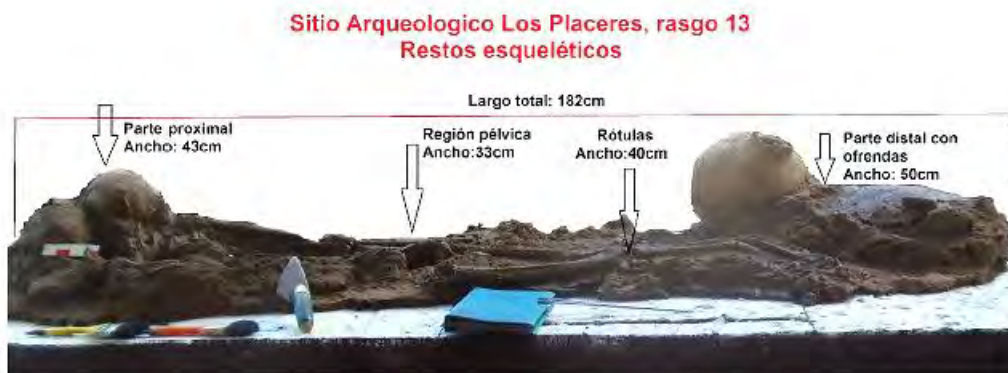 Sitio Arqueologico Los Placeres, rasgo 13
Restos esqueléticos
Largo total: 182cm
Parte proximal
Ancho: 43cm
Región pélvica
Ancho:33cm
Rótulas
Ancho:40cm
Parte distal con
ofrendas
Ancho: 50cm